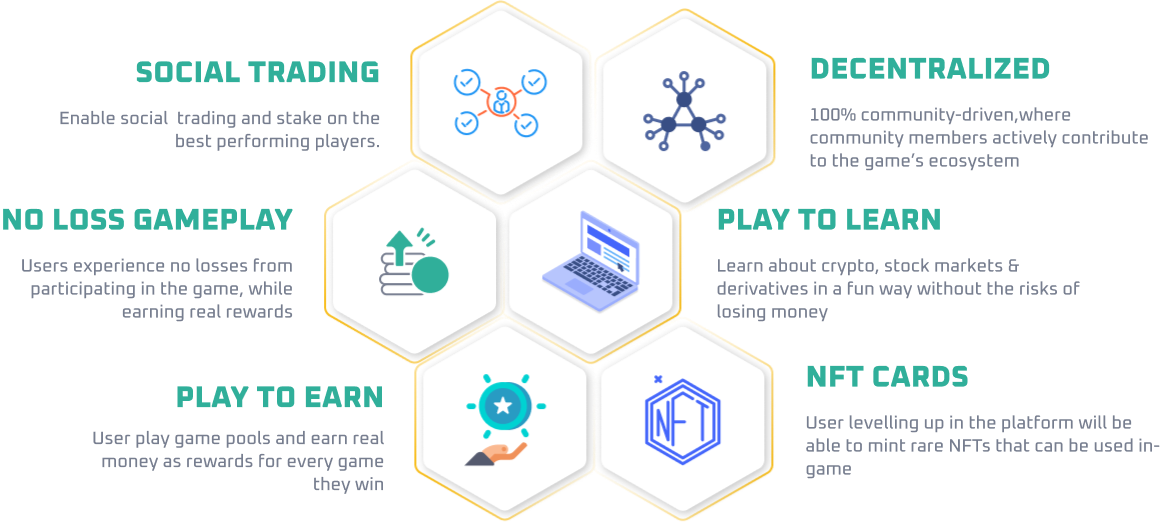 SOCIAL TRADING
Enable social trading and stake on the
best performing players.
DECENTRALIZED
100% community-driven,where
community members actively contribute
to the game’s ecosystem
NO LOSS GAMEPLAY
Users experience no losses from
participating in the game, while
earning real rewards
PLAY TO LEARN
Learn about crypto, stock markets &
derivatives in a fun way without the risks of
losing money
PLAY TO EARN
User play game pools and earn real
money as rewards for every game
they win
NFT
NFT CARDS
User levelling up in the platform will be
able to mint rare NFTs that can be used in-
game